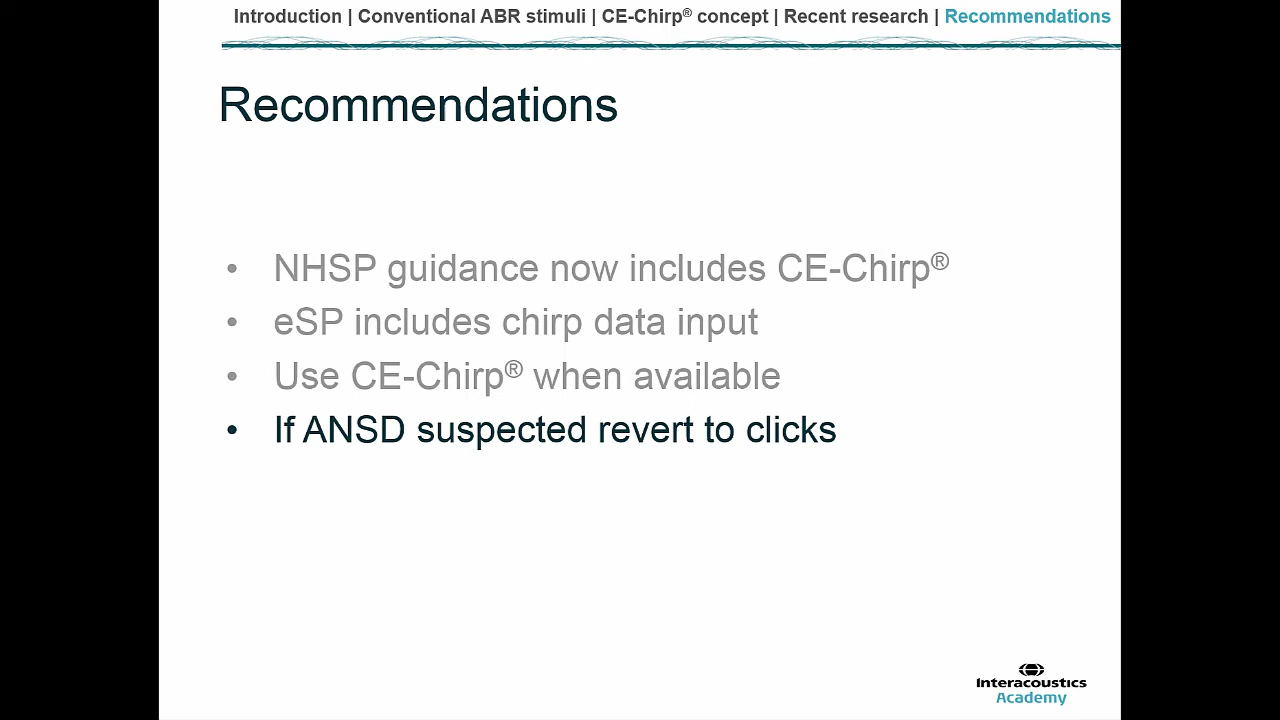 Introduction | Conventional ABR stimuli | CE-Chirp® concept | Recent research | Recommendations
Recommendations
• NHSP guidance now includes CE-Chirp®
• eSP includes chirp data input
• Use CE-Chirp® when available
• If ANSD suspected revert to clicks
Interacoustics
Academy